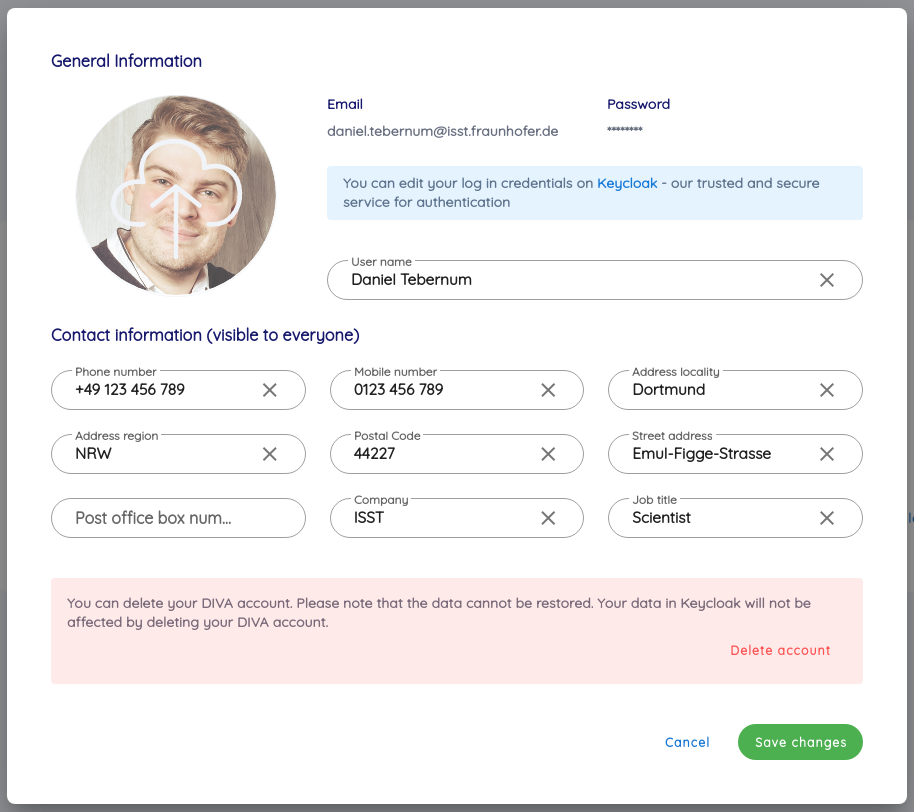 General Information
Email
Password
daniel.tebernum@isst.fraunhofer.de
********
You can edit your log in credentials on Keycloak - our trusted and secure
service for authentication
User name
Daniel Tebernum
Contact information (visible to everyone)
Phone number
+49 123 456 789
Mobile number
0123 456 789
Address locality
Dortmund
Address region
NRW
Postal Code
44227
Street address
Emul-Figge-Strasse
Post office box num...
Company
ISST
Job title
Scientist
You can delete your DIVA account. Please note that the data cannot be restored. Your data in Keycloak will not be
affected by deleting your DIVA account.
Delete account
Cancel
Save changes